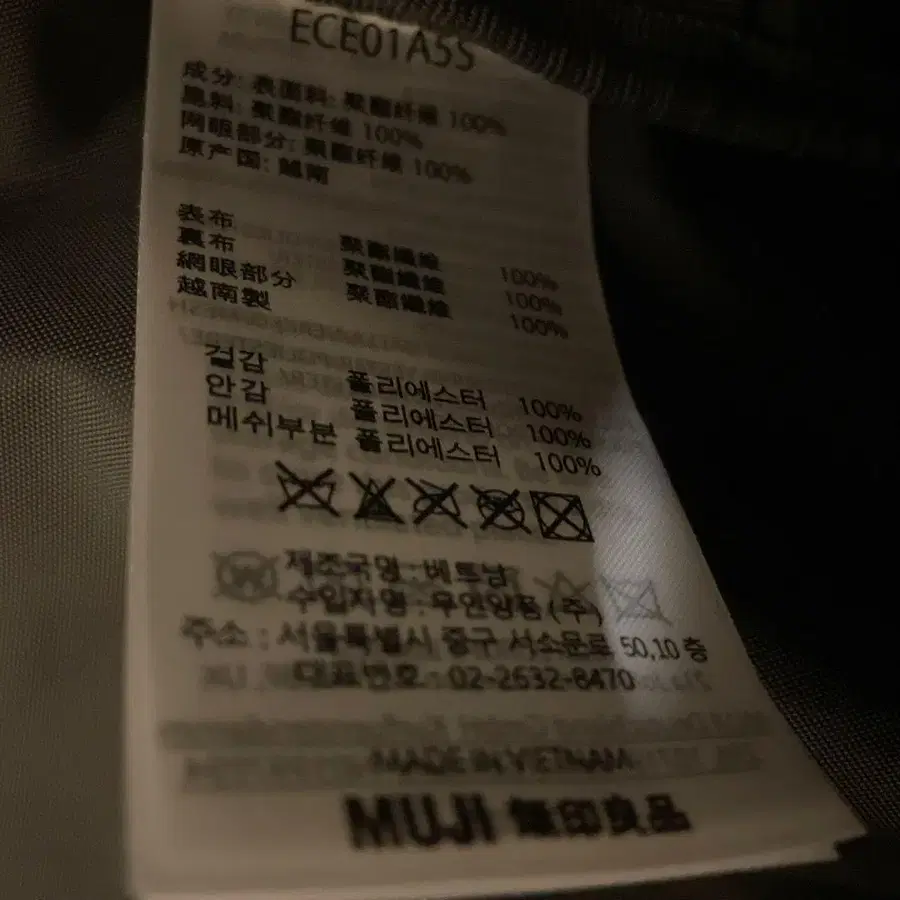 ECE01A5S
成分: 表面料: 聚酯纤维 100%
里料: 聚酯纤维 100%
网眼部分: 聚酯纤维 100%
原产国: 越南
表布 聚酯纖維 100%
裏布 聚酯纖維 100%
網眼部分 聚酯纖維 100%
越南製
겉감 폴리에스터 100%
안감 폴리에스터 100%
메쉬부분 폴리에스터 100%
제조국명 : 베트남
수입자명 : 무인양품 (주)
주소 : 서울특별시 중구 서소문로 50,10 층
대표번호 : 02-2632-8470
MADE IN VIETNAM
MUJI 無印良品